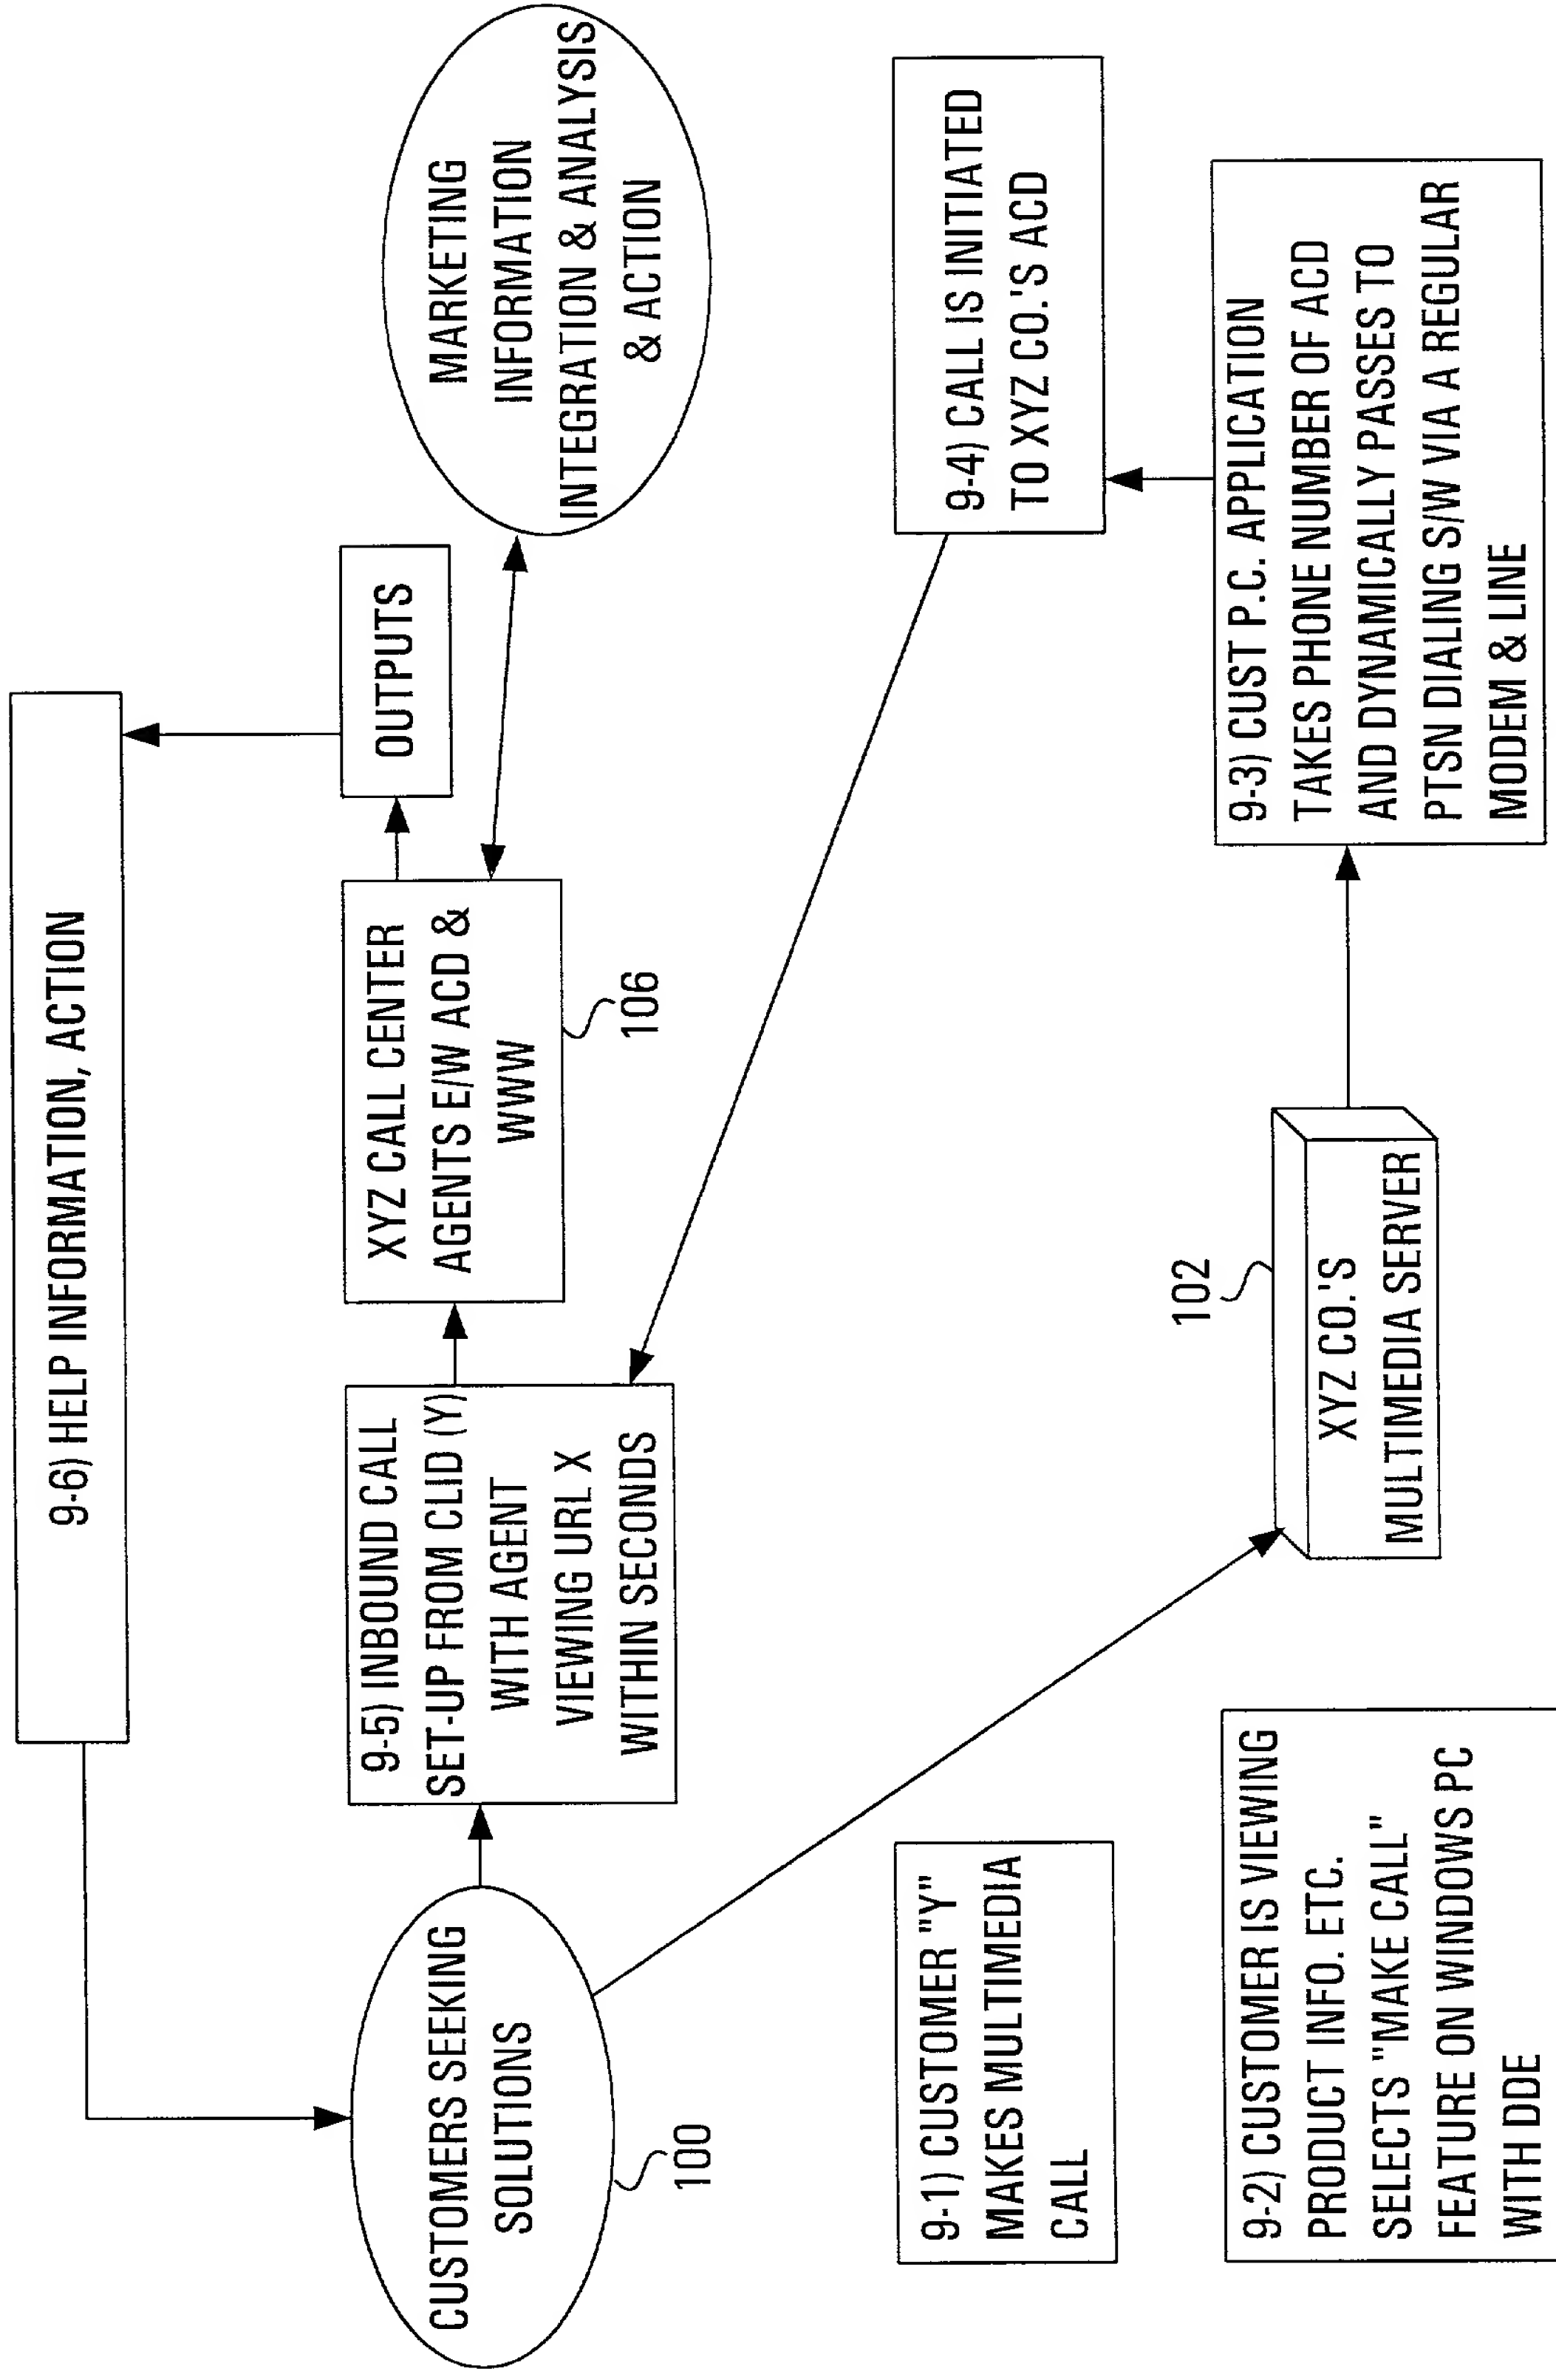 9-6) HELP INFORMATION, ACTION
CUSTOMERS SEEKING
SOLUTIONS
100
9-5) INBOUND CALL
SET-UP FROM CLID (Y)
WITH AGENT
VIEWING URL X
WITHIN SECONDS
XYZ CALL CENTER
AGENTS E/W ACD &
WWW
106
OUTPUTS
MARKETING
INFORMATION
INTEGRATION & ANALYSIS
& ACTION
9-1) CUSTOMER "Y"
MAKES MULTIMEDIA
CALL
9-4) CALL IS INITIATED
TO XYZ CO.'S ACD
9-2) CUSTOMER IS VIEWING
PRODUCT INFO. ETC.
SELECTS "MAKE CALL"
FEATURE ON WINDOWS PC
WITH DDE
102
XYZ CO.'S
MULTIMEDIA SERVER
9-3) CUST P.C. APPLICATION
TAKES PHONE NUMBER OF ACD
AND DYNAMICALLY PASSES TO
PTSN DIALING S/W VIA A REGULAR
MODEM & LINE